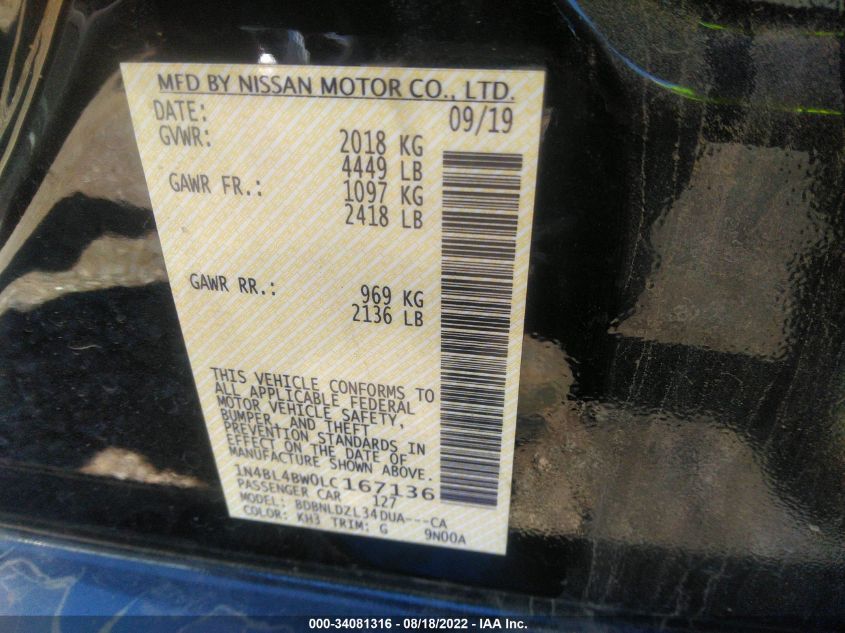 MFD BY NISSAN MOTOR CO., LTD.
DATE: 09/19
GVWR: 2018 KG
4449 LB
GAWR FR.: 1097 KG
2418 LB
GAWR RR.: 969 KG
2136 LB
THIS VEHICLE CONFORMS TO
ALL APPLICABLE FEDERAL
MOTOR VEHICLE SAFETY,
BUMPER, AND THEFT
PREVENTION STANDARDS IN
EFFECT ON THE DATE OF
MANUFACTURE SHOWN ABOVE.
1N4BL4BW0LC167136
PASSENGER CAR 127
MODEL: BDBNLDZL34DUA---CA
COLOR: KH3 TRIM: G 9N00A
000-34081316 - 08/18/2022 - IAA Inc.